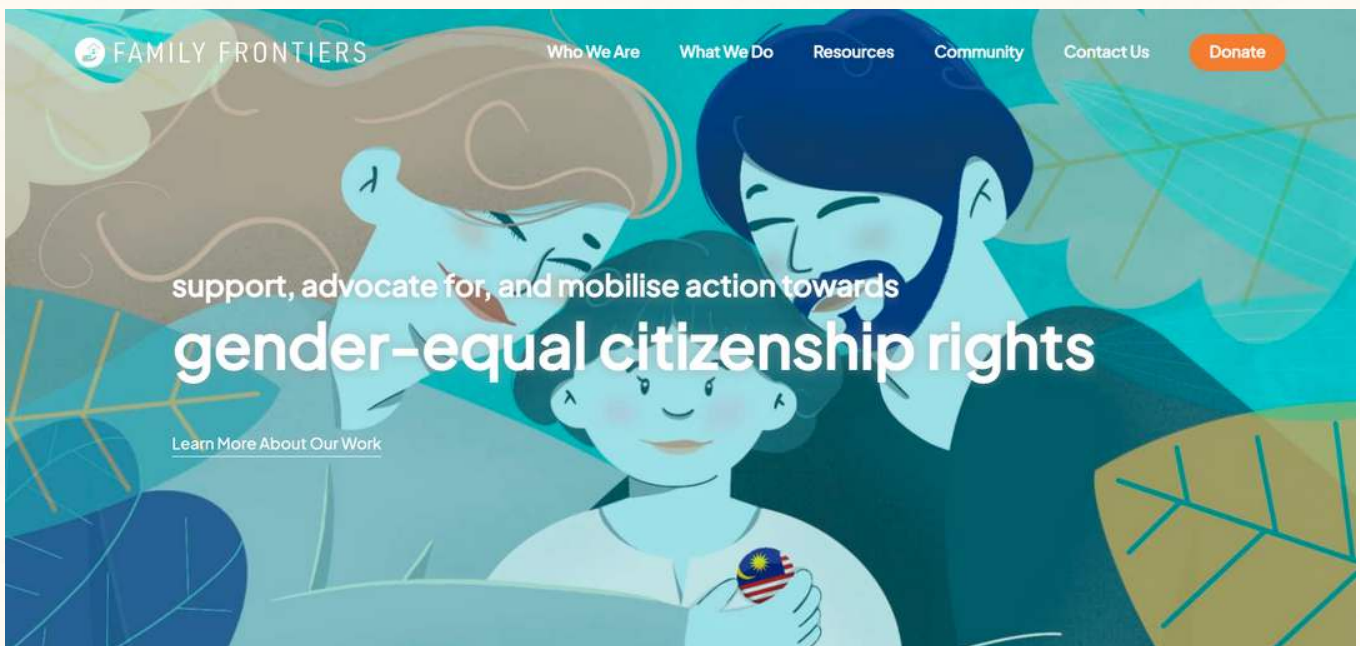 FAMILY FRONTIERS
Who We Are
What We Do
Resources
Community
Contact Us
Donate
support, advocate for, and mobilise action towards
gender-equal citizenship rights
Learn More About Our Work